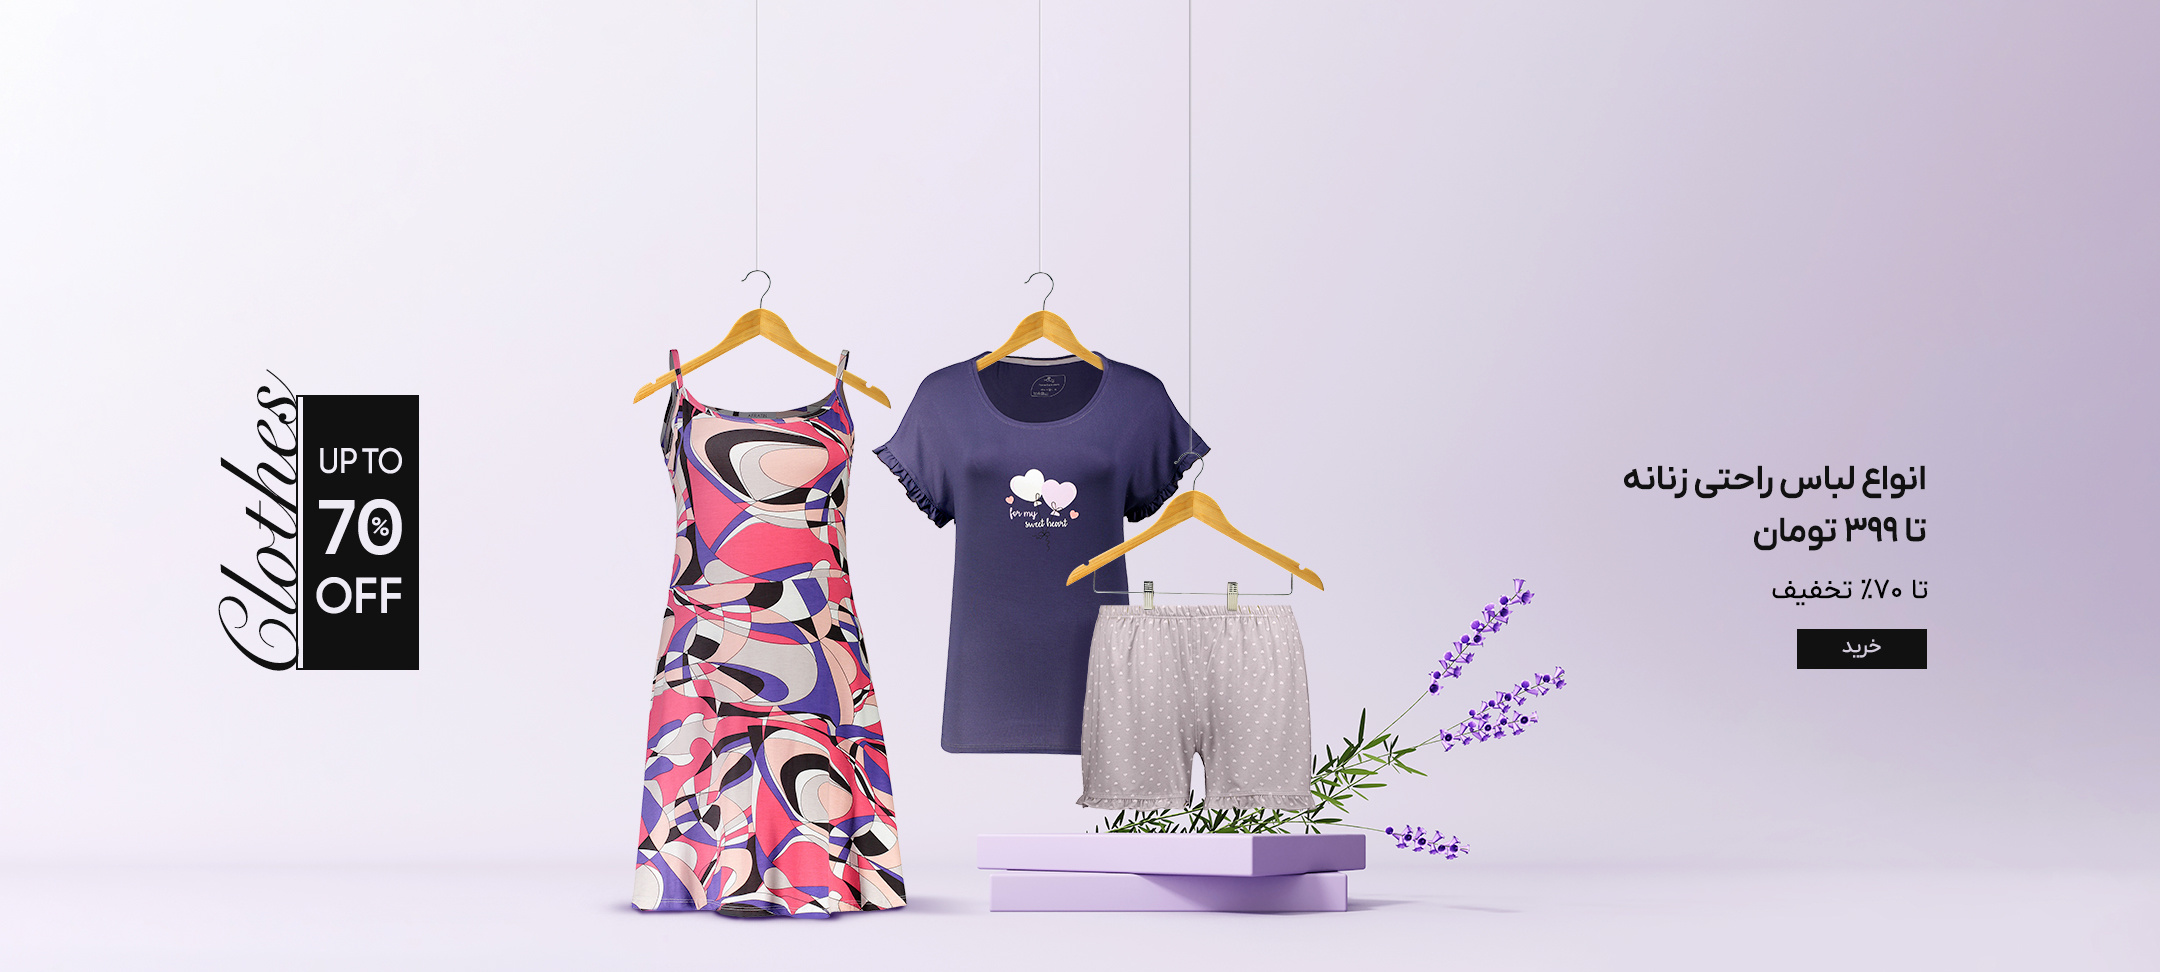 Clothes
UP TO
70%
OFF
for my
sweet heart
انواع لباس راحتی زنانه
تا ۳۹۹ تومان
تا ۷۰٪ تخفیف
خرید